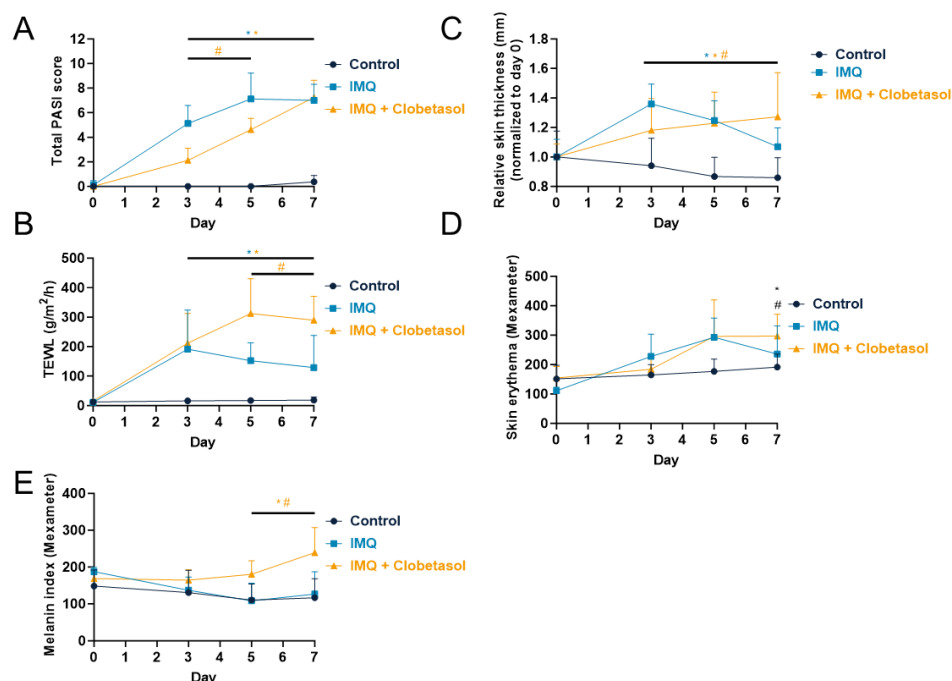 A
Total PASI score
12
10
8
6
4
2
0
0 1 2 3 4 5 6 7
Day
* *
#
Control
IMQ
IMQ + Clobetasol
B
TEWL (g/m²/h)
500
400
300
200
100
0
0 1 2 3 4 5 6 7
Day
* *
#
Control
IMQ
IMQ + Clobetasol
C
Relative skin thickness (mm)
(normalized to day 0)
1.8
1.6
1.4
1.2
1.0
0.8
0 1 2 3 4 5 6 7
Day
* * #
Control
IMQ
IMQ + Clobetasol
D
Skin erythema (Mexameter)
500
400
300
200
100
0
0 1 2 3 4 5 6 7
Day
*
#
Control
IMQ
IMQ + Clobetasol
E
Melanin index (Mexameter)
400
300
200
100
0
0 1 2 3 4 5 6 7
Day
* #
Control
IMQ
IMQ + Clobetasol